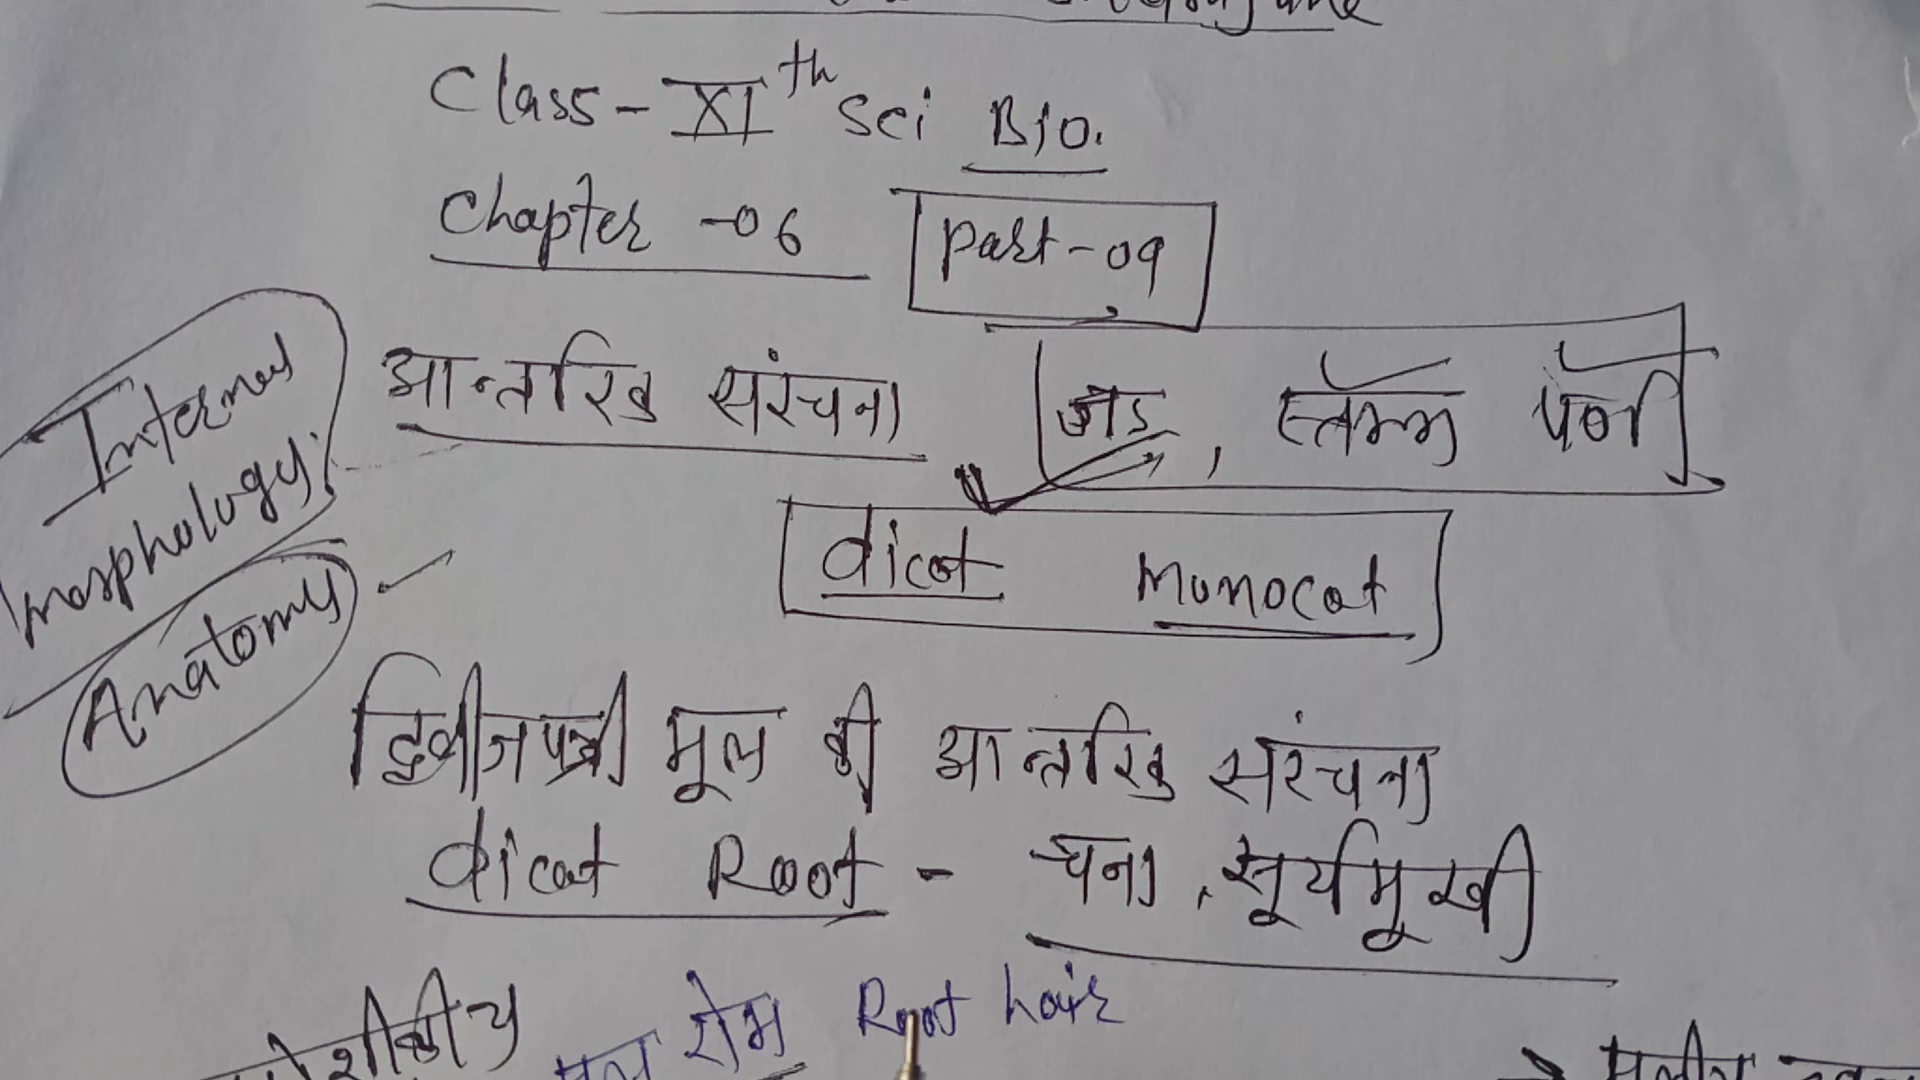 Class - XIth Sci Bio.
Chapter - 06 Part - 09
आन्तरिक संरचना जड, स्तम्भ पर्ण
Internal
morphology
Anatomy
dicot Monocot
द्विबीजपत्री मूल की आन्तरिक संरचना
dicot Root - चना, सूर्यमूखी
मूल रोम Root hair